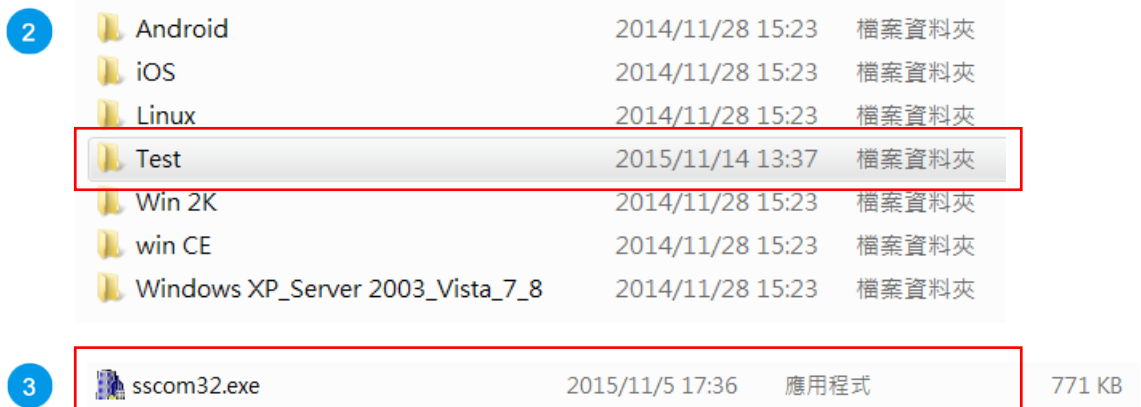 2
Android 2014/11/28 15:23 檔案資料夾
iOS 2014/11/28 15:23 檔案資料夾
Linux 2014/11/28 15:23 檔案資料夾
Test 2015/11/14 13:37 檔案資料夾
Win 2K 2014/11/28 15:23 檔案資料夾
win CE 2014/11/28 15:23 檔案資料夾
Windows XP_Server 2003_Vista_7_8 2014/11/28 15:23 檔案資料夾
3 sscom32.exe 2015/11/5 17:36 應用程式 771 KB